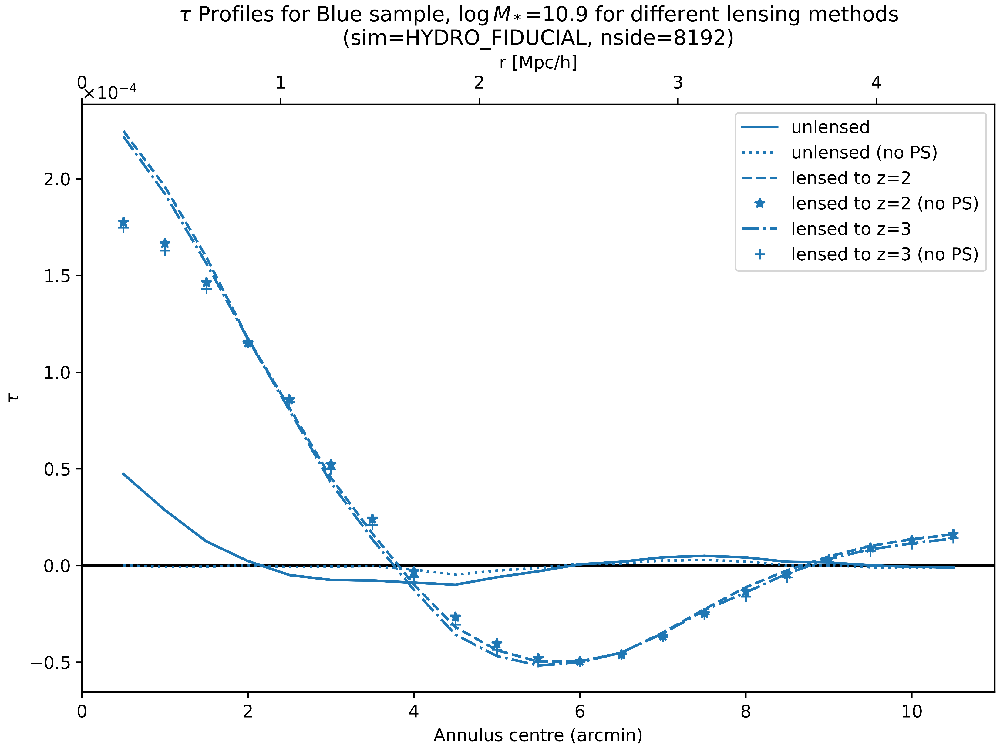 τ Profiles for Blue sample, log M*=10.9 for different lensing methods
(sim=HYDRO_FIDUCIAL, nside=8192)
r [Mpc/h]
0 1 2 3 4
×10⁻⁴
unlensed
unlensed (no PS)
lensed to z=2
lensed to z=2 (no PS)
lensed to z=3
lensed to z=3 (no PS)
2.0
1.5
1.0
0.5
0.0
−0.5
τ
0 2 4 6 8 10
Annulus centre (arcmin)